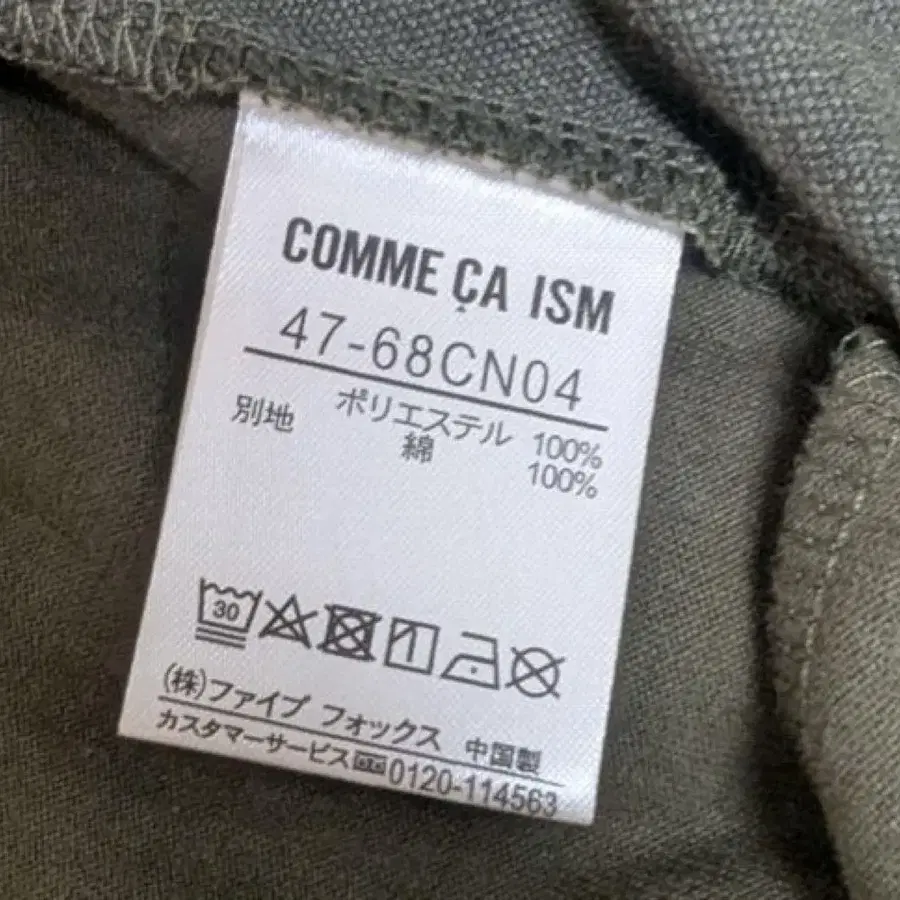 COMME ÇA ISM
47-68CN04
ポリエステル 100%
別地 綿 100%
30
(株)ファイブ フォックス 中国製
カスタマーサービス 0120-114563